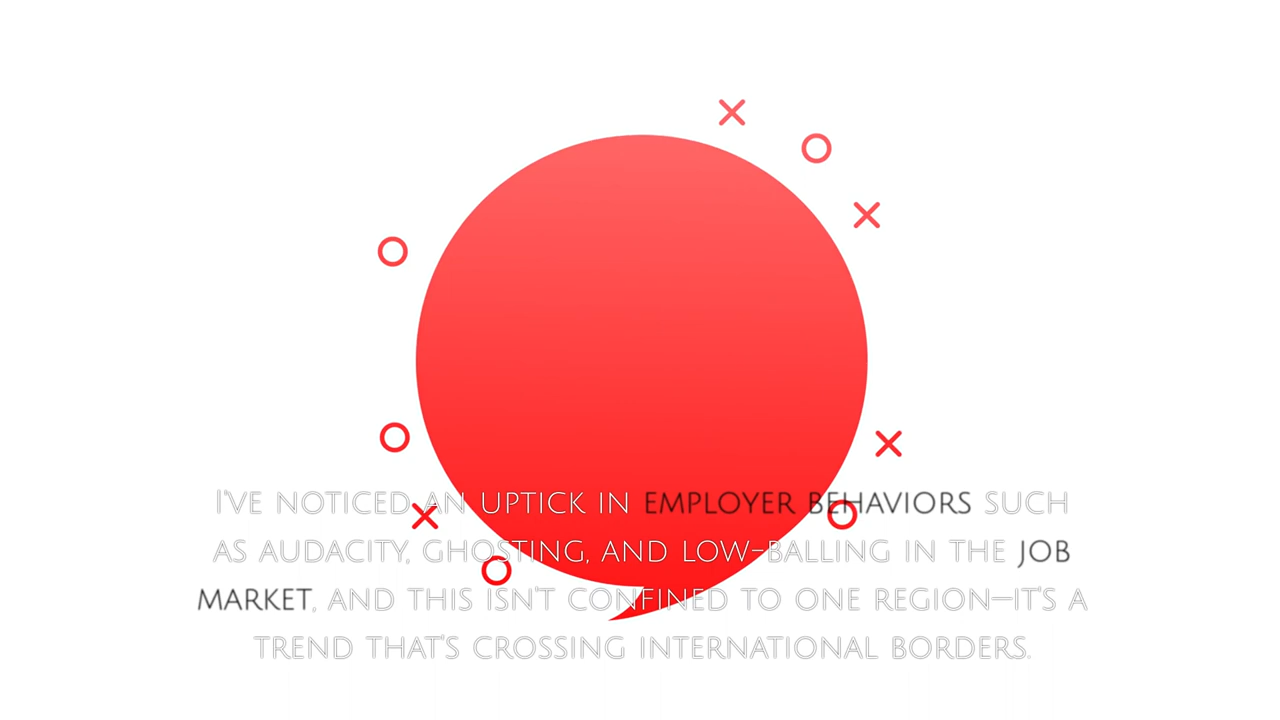 I'VE NOTICED AN UPTICK IN EMPLOYER BEHAVIORS SUCH
AS AUDACITY, GHOSTING, AND LOW-BALLING IN THE JOB
MARKET, AND THIS ISN'T CONFINED TO ONE REGION—IT'S A
TREND THAT'S CROSSING INTERNATIONAL BORDERS.